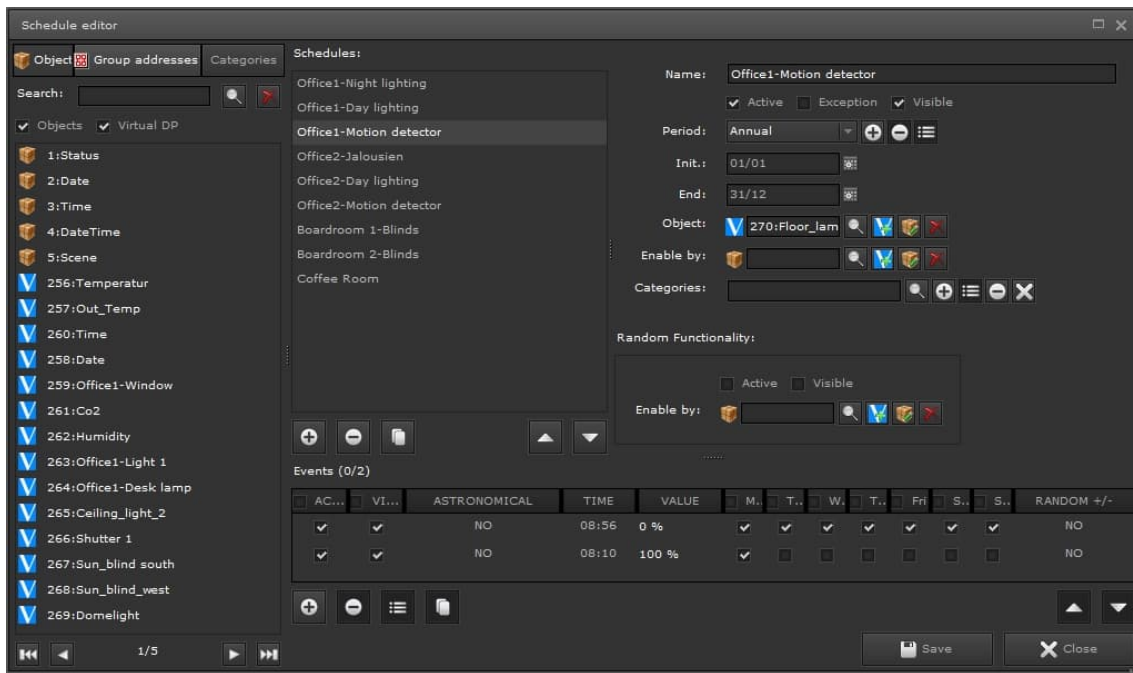 Schedule editor
Object Group addresses Categories
Search:
Objects Virtual DP
1:Status
2:Date
3:Time
4:DateTime
5:Scene
256:Temperatur
257:Out_Temp
260:Time
258:Date
259:Office1-Window
261:Co2
262:Humidity
263:Office1-Light 1
264:Office1-Desk lamp
265:Ceiling_light_2
266:Shutter 1
267:Sun_blind south
268:Sun_blind_west
269:Domelight
1/5
Schedules:
Office1-Night lighting
Office1-Day lighting
Office1-Motion detector
Office2-Jalousien
Office2-Day lighting
Office2-Motion detector
Boardroom 1-Blinds
Boardroom 2-Blinds
Coffee Room
Name: Office1-Motion detector
Active Exception Visible
Period: Annual
Init.: 01/01
End: 31/12
Object: V 270:Floor_lam
Enable by:
Categories:
Random Functionality:
Active Visible
Enable by:
Events (0/2)
AC... VI... ASTRONOMICAL TIME VALUE M.. T.. W.. T.. Fri S.. S.. RANDOM +/-
NO 08:56 0 % NO
NO 08:10 100 % NO
Save Close